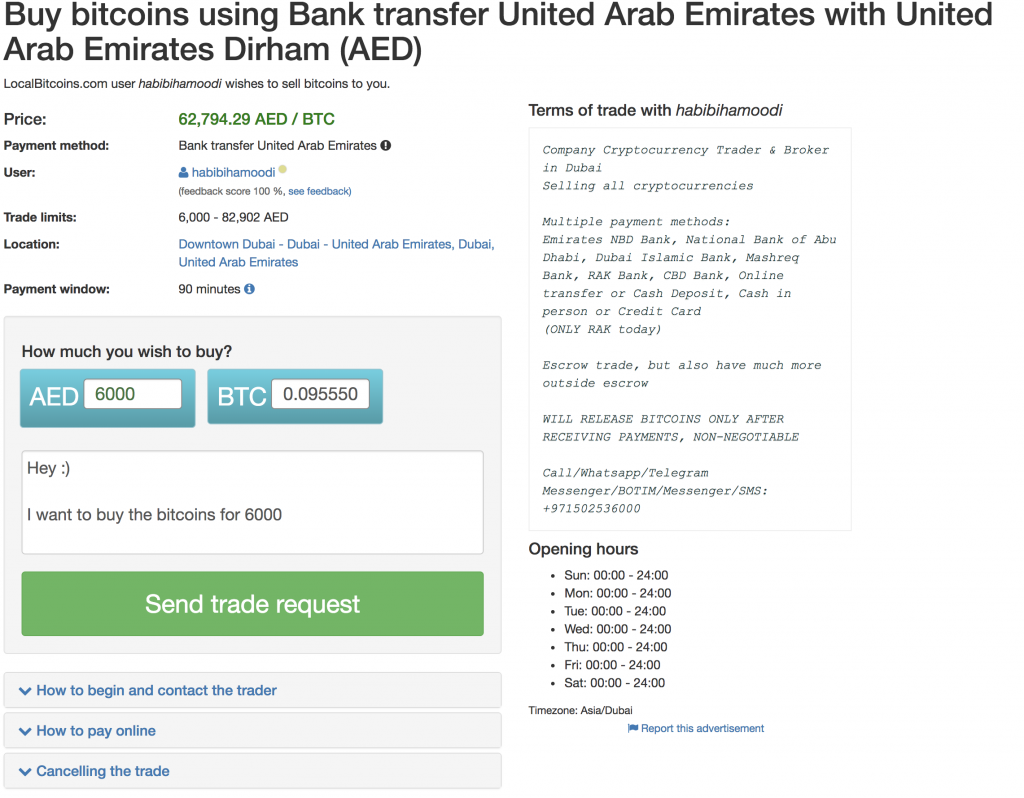 Buy bitcoins using Bank transfer United Arab Emirates with United
Arab Emirates Dirham (AED)
LocalBitcoins.com user habibihamoodi wishes to sell bitcoins to you.
Price: 62,794.29 AED / BTC
Payment method: Bank transfer United Arab Emirates
User: habibihamoodi
(feedback score 100 %, see feedback)
Trade limits: 6,000 - 82,902 AED
Location: Downtown Dubai - Dubai - United Arab Emirates, Dubai,
United Arab Emirates
Payment window: 90 minutes
How much you wish to buy?
AED 6000 BTC 0.095550
Hey :)
I want to buy the bitcoins for 6000
Send trade request
How to begin and contact the trader
How to pay online
Cancelling the trade
Terms of trade with habibihamoodi
Company Cryptocurrency Trader & Broker
in Dubai
Selling all cryptocurrencies
Multiple payment methods:
Emirates NBD Bank, National Bank of Abu
Dhabi, Dubai Islamic Bank, Mashreq
Bank, RAK Bank, CBD Bank, Online
transfer or Cash Deposit, Cash in
person or Credit Card
(ONLY RAK today)
Escrow trade, but also have much more
outside escrow
WILL RELEASE BITCOINS ONLY AFTER
RECEIVING PAYMENTS, NON-NEGOTIABLE
Call/Whatsapp/Telegram
Messenger/BOTIM/Messenger/SMS:
+971502536000
Opening hours
Sun: 00:00 - 24:00
Mon: 00:00 - 24:00
Tue: 00:00 - 24:00
Wed: 00:00 - 24:00
Thu: 00:00 - 24:00
Fri: 00:00 - 24:00
Sat: 00:00 - 24:00
Timezone: Asia/Dubai
Report this advertisement